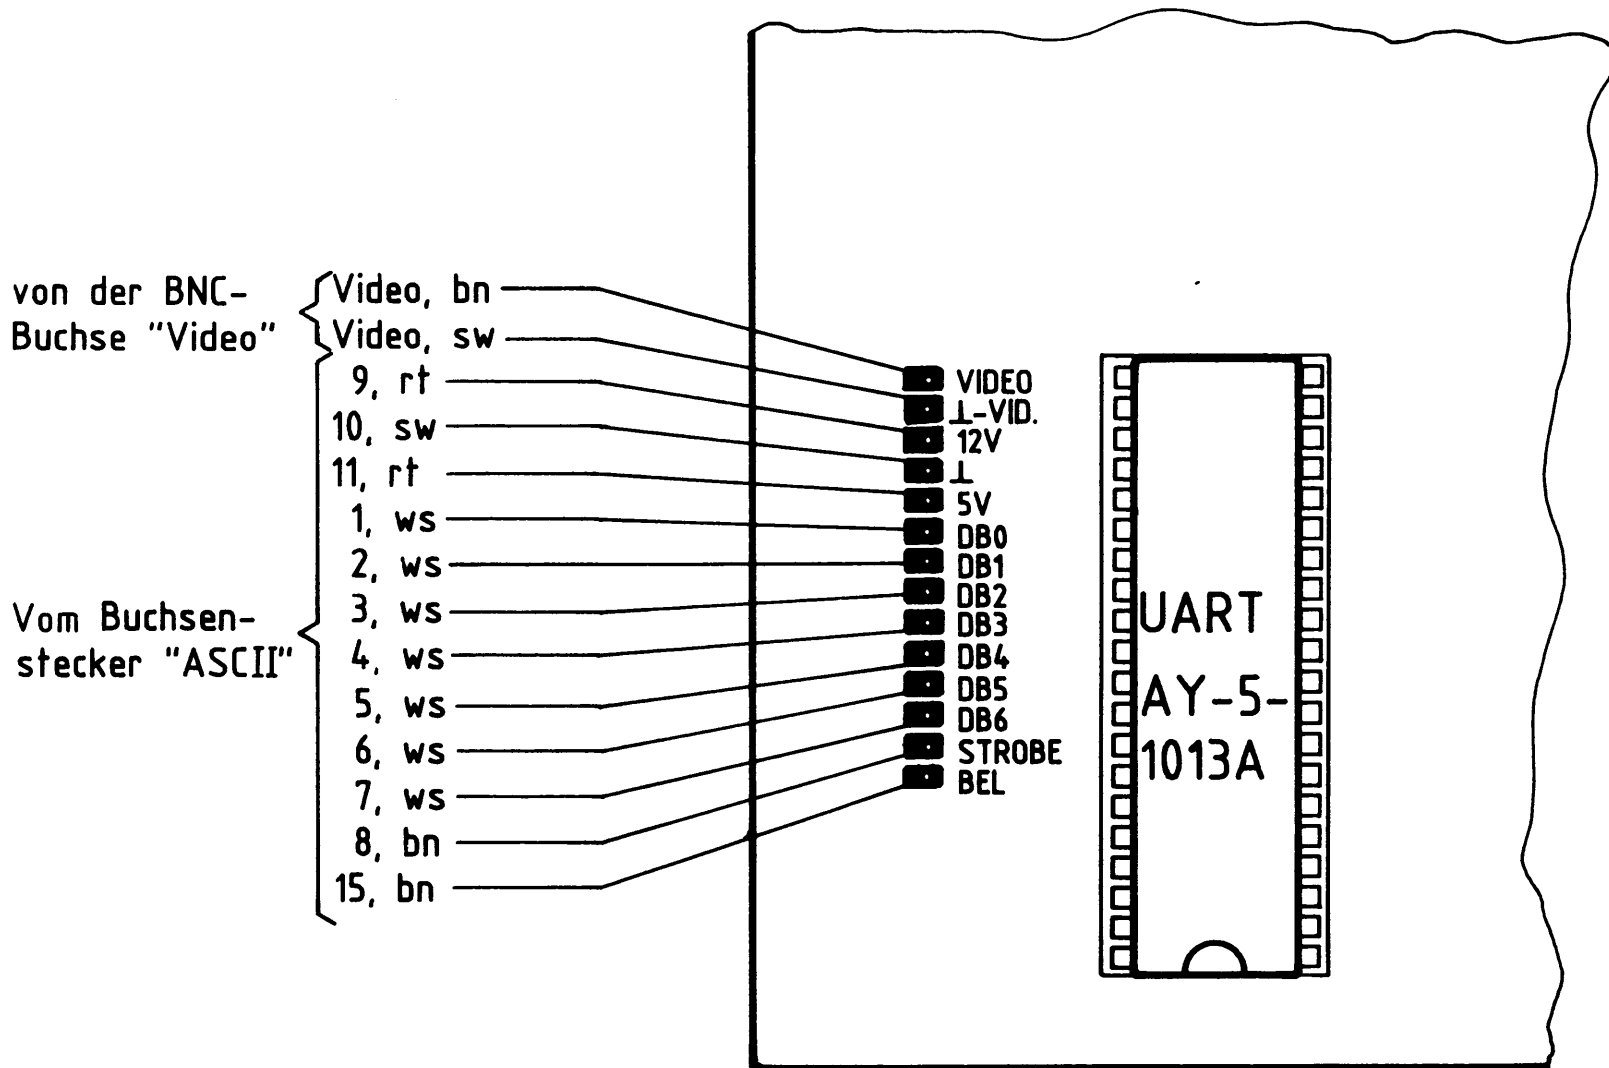 von der BNC-
Buchse "Video"
Video, bn
Video, sw
9, rt
10, sw
11, rt
1, ws
2, ws
3, ws
4, ws
5, ws
6, ws
7, ws
8, bn
15, bn
Vom Buchsen-
stecker "ASCII"
VIDEO
⊥-VID.
12V
⊥
5V
DB0
DB1
DB2
DB3
DB4
DB5
DB6
STROBE
BEL
UART
AY-5-
1013A